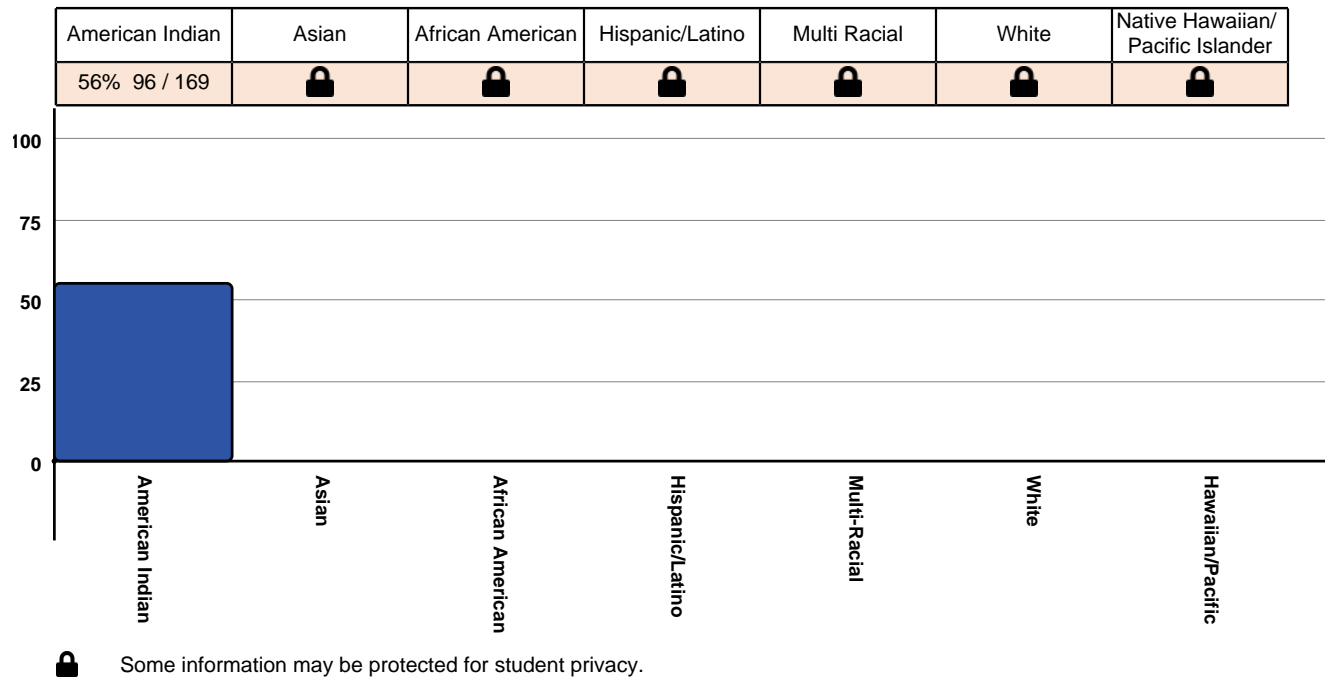 American Indian Asian African American Hispanic/Latino Multi Racial White Native Hawaiian/
Pacific Islander
56% 96 / 169
100
75
50
25
0
American Indian
Asian
African American
Hispanic/Latino
Multi-Racial
White
Hawaiian/Pacific
Some information may be protected for student privacy.